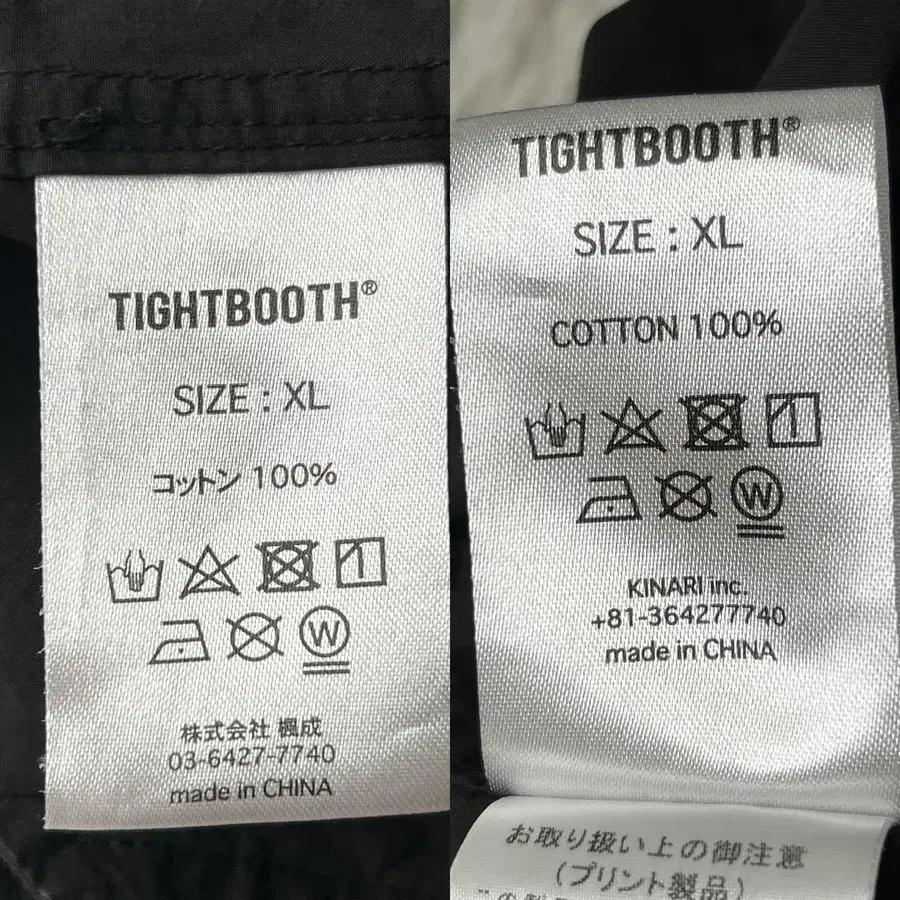 TIGHTBOOTH®
SIZE : XL
コットン 100%
W
株式会社 楓成
03-6427-7740
made in CHINA
TIGHTBOOTH®
SIZE : XL
COTTON 100%
W
KINARI inc.
+81-364277740
made in CHINA
お取り扱い上の御注意
(プリント製品)